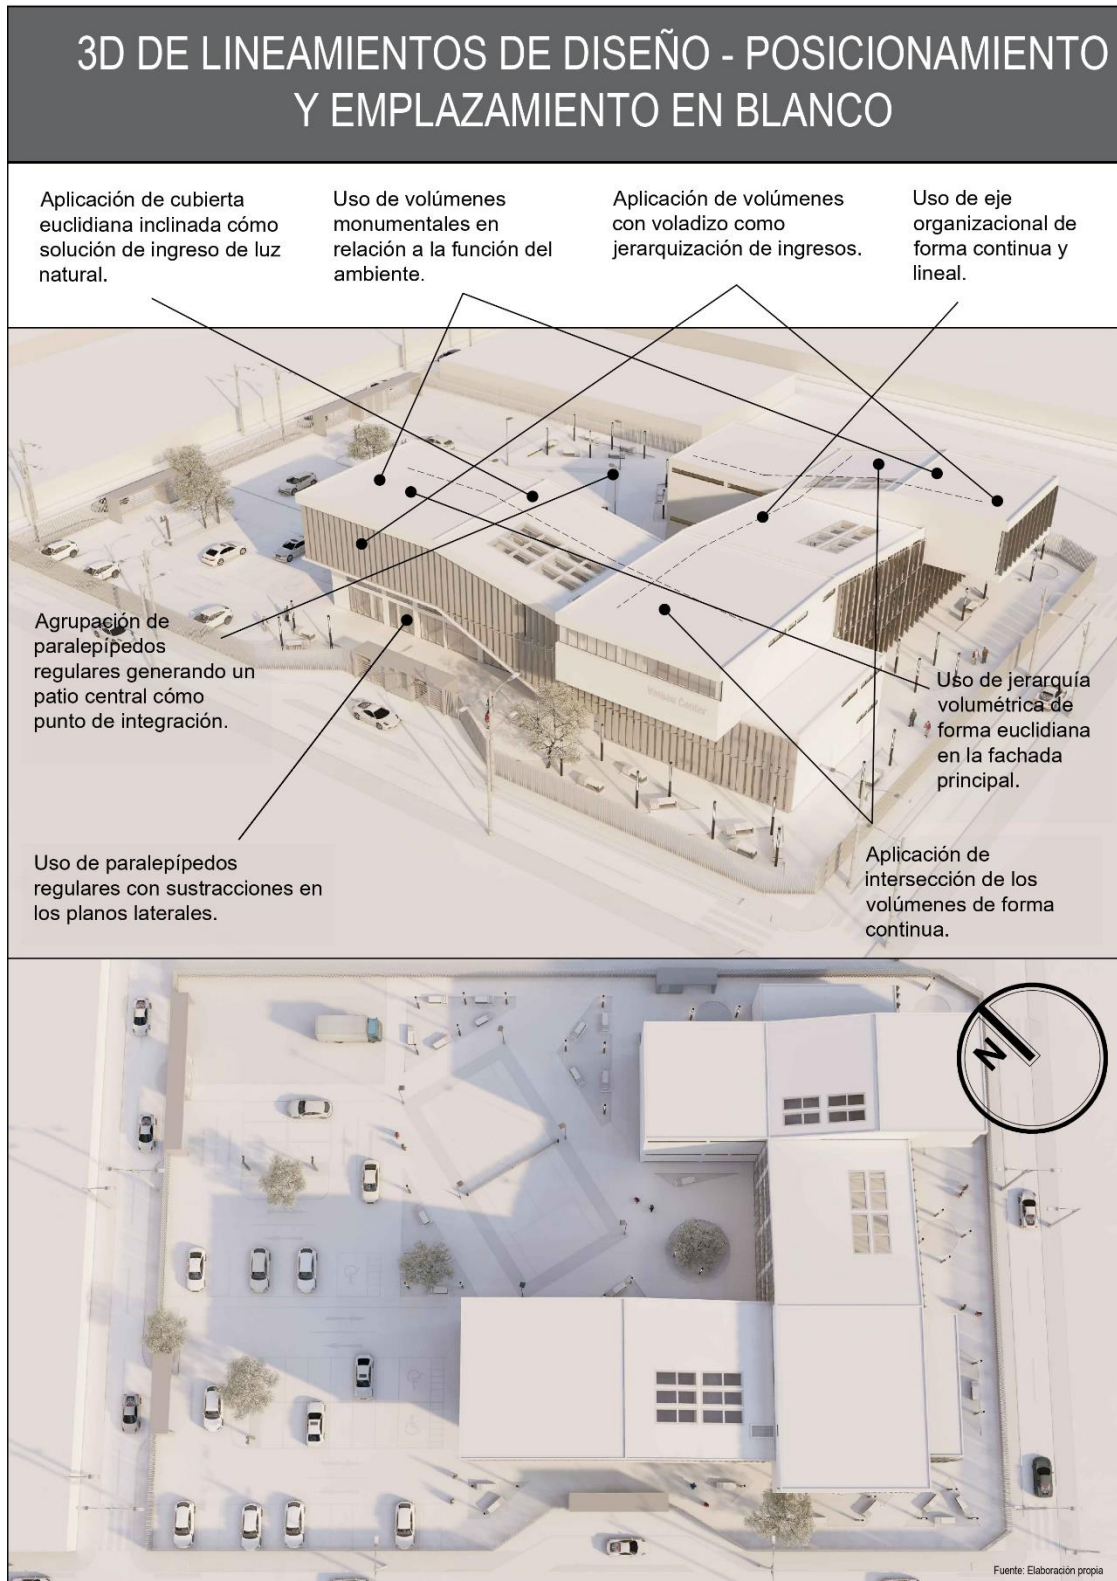 3D DE LINEAMIENTOS DE DISEÑO - POSICIONAMIENTO
Y EMPLAZAMIENTO EN BLANCO
Aplicación de cubierta
euclidiana inclinada cómo
solución de ingreso de luz
natural.
Uso de volúmenes
monumentales en
relación a la función del
ambiente.
Aplicación de volúmenes
con voladizo como
jerarquización de ingresos.
Uso de eje
organizacional de
forma continua y
lineal.
Agrupación de
paralepípedos
regulares generando un
patio central cómo
punto de integración.
Uso de jerarquía
volumétrica de
forma euclidiana
en la fachada
principal.
Uso de paralepípedos
regulares con sustracciones en
los planos laterales.
Aplicación de
intersección de los
volúmenes de forma
continua.
Center
N
Fuente: Elaboración propia